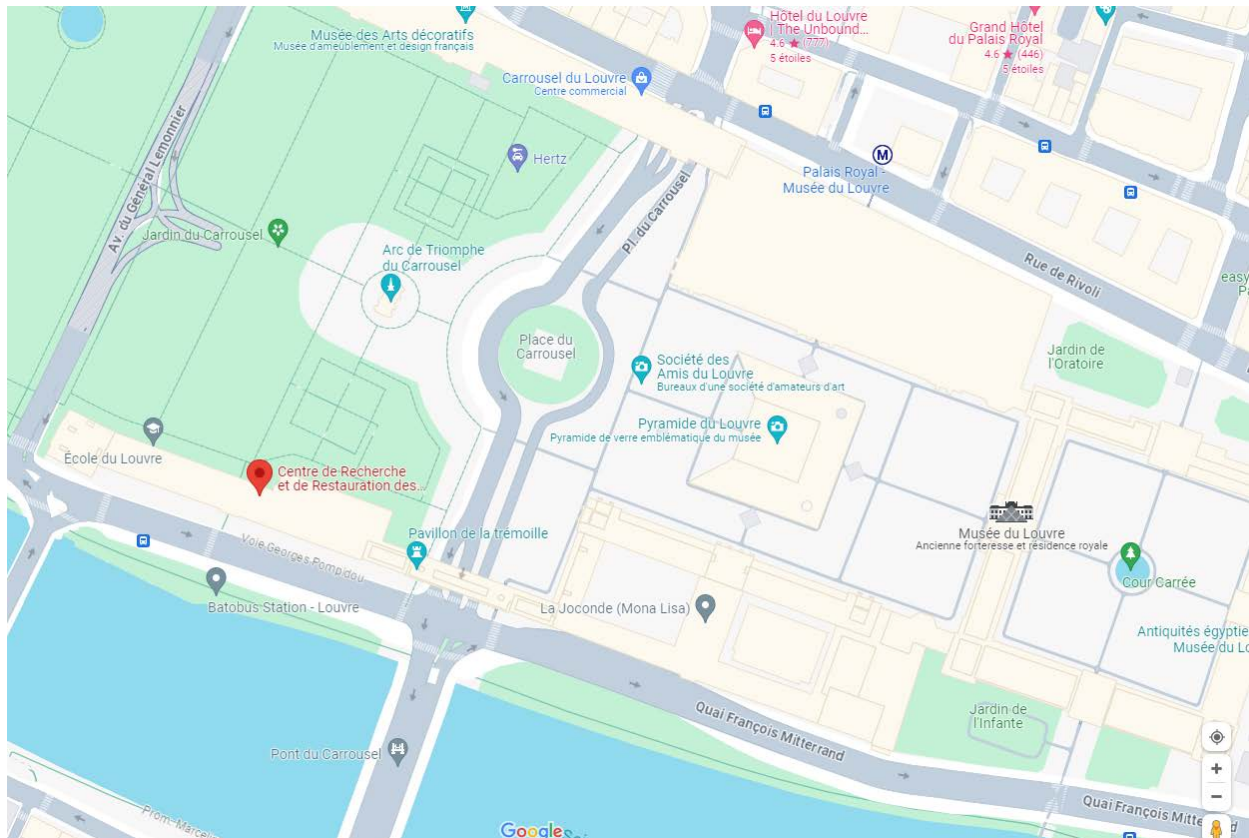 Hôtel du Louvre
| The Unbound...
4.6 ★ (777)
5 étoiles
Grand Hôtel
du Palais Royal
4.6 ★ (446)
5 étoiles
Musée des Arts décoratifs
Musée d'ameublement et design français
Carrousel du Louvre
Centre commercial
Av. du Général Lemonnier
Hertz
M
Palais Royal -
Musée du Louvre
Pl. du Carrousel
Jardin du Carrousel
Arc de Triomphe
du Carrousel
Rue de Rivoli
easy
Place du
Carrousel
Société des
Amis du Louvre
Bureaux d'une société d'amateurs d'art
Jardin de
l'Oratoire
Pyramide du Louvre
Pyramide de verre emblématique du musée
École du Louvre
Centre de Recherche
et de Restauration des...
Musée du Louvre
Ancienne forteresse et résidence royale
Pavillon de la trémoille
Voie Georges Pompidou
Cour Carrée
Batobus Station - Louvre
La Joconde (Mona Lisa)
Antiquités égyptie
Musée du Lo
Quai François Mitterrand
Jardin de
l'Infante
Pont du Carrousel
Prom. Marcelin
Quai François Mitte
Google